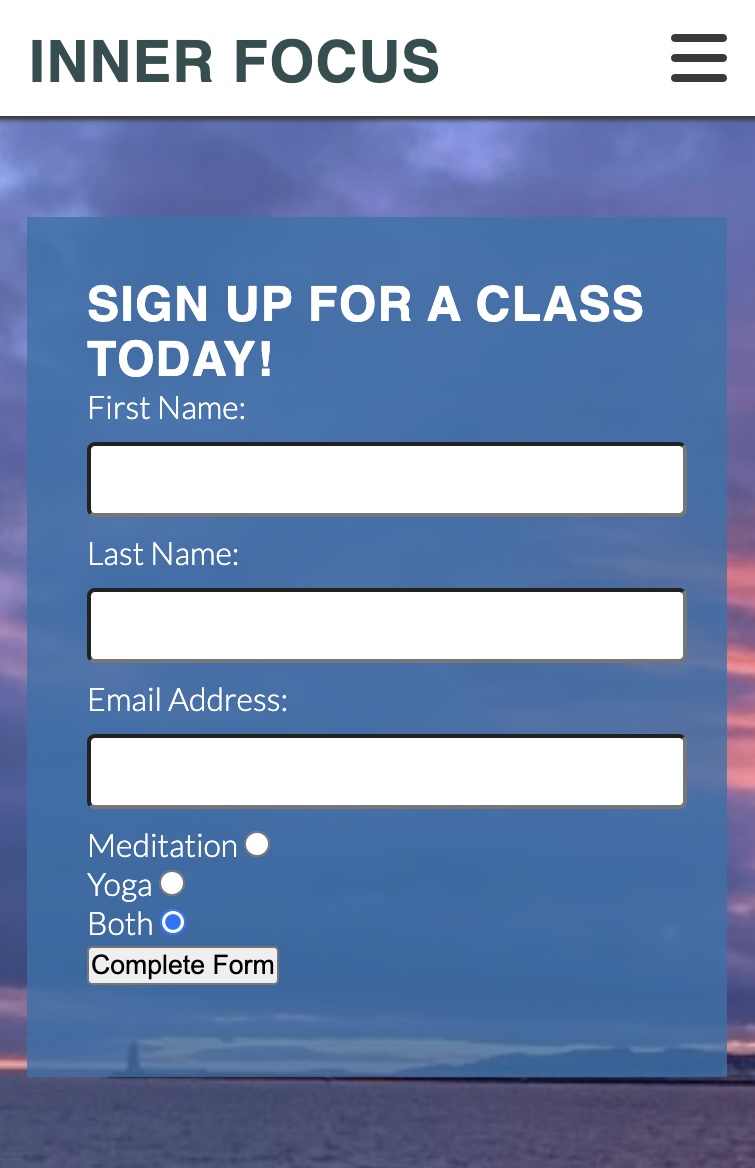 INNER FOCUS
SIGN UP FOR A CLASS
TODAY!
First Name:
Last Name:
Email Address:
Meditation
Yoga
Both
Complete Form